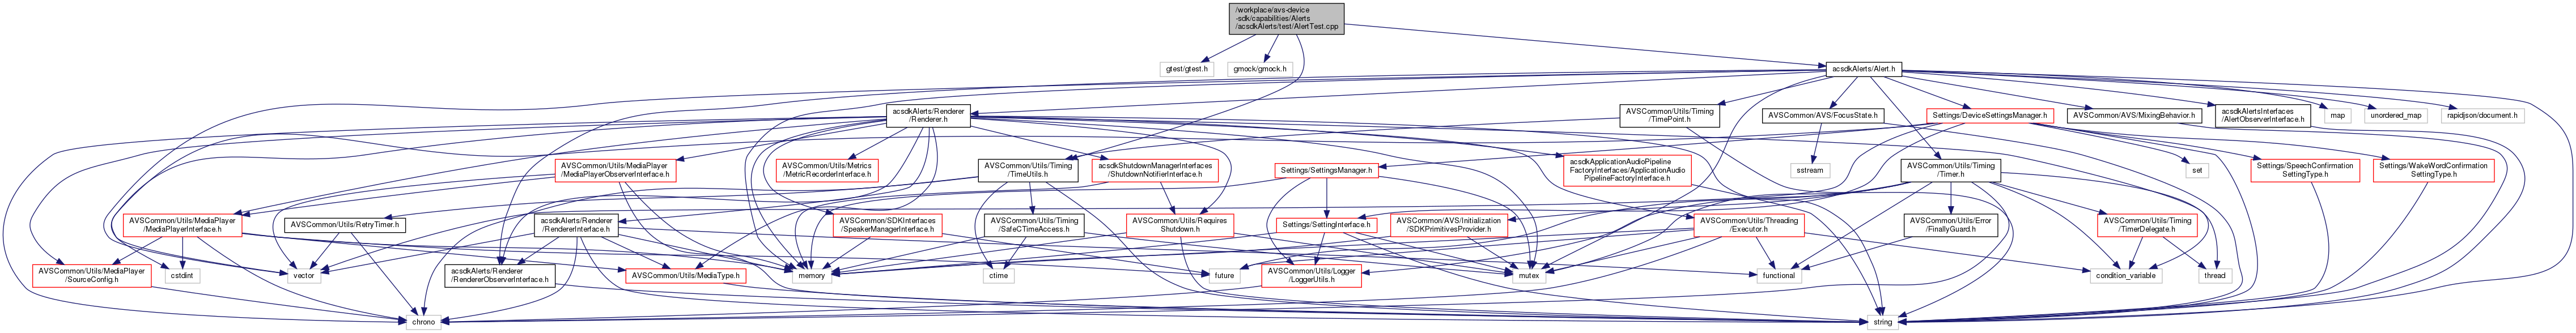 /workplace/avs-device
-sdk/capabilities/Alerts
/acsdkAlerts/test/AlertTest.cpp
gtest/gtest.h
gmock/gmock.h
acsdkAlerts/Alert.h
acsdkAlerts/Renderer
/Renderer.h
AVSCommon/Utils/Timing
/TimePoint.h
AVSCommon/AVS/FocusState.h
Settings/DeviceSettingsManager.h
AVSCommon/AVS/MixingBehavior.h
acsdkAlertsInterfaces
/AlertObserverInterface.h
map
unordered_map
rapidjson/document.h
AVSCommon/Utils/MediaPlayer
/MediaPlayerObserverInterface.h
AVSCommon/Utils/Metrics
/MetricRecorderInterface.h
acsdkShutdownManagerInterfaces
/ShutdownNotifierInterface.h
acsdkApplicationAudioPipeline
FactoryInterfaces/ApplicationAudio
PipelineFactoryInterface.h
AVSCommon/Utils/Timing
/TimeUtils.h
Settings/SettingsManager.h
sstream
AVSCommon/Utils/Timing
/Timer.h
set
Settings/SpeechConfirmation
SettingType.h
Settings/WakeWordConfirmation
SettingType.h
AVSCommon/Utils/MediaPlayer
/MediaPlayerInterface.h
AVSCommon/Utils/RetryTimer.h
acsdkAlerts/Renderer
/RendererInterface.h
AVSCommon/SDKInterfaces
/SpeakerManagerInterface.h
AVSCommon/Utils/Timing
/SafeCTimeAccess.h
AVSCommon/Utils/Requires
Shutdown.h
Settings/SettingInterface.h
AVSCommon/AVS/Initialization
/SDKPrimitivesProvider.h
AVSCommon/Utils/Threading
/Executor.h
AVSCommon/Utils/Error
/FinallyGuard.h
AVSCommon/Utils/Timing
/TimerDelegate.h
AVSCommon/Utils/MediaPlayer
/SourceConfig.h
cstdint
vector
acsdkAlerts/Renderer
/RendererObserverInterface.h
AVSCommon/Utils/MediaType.h
memory
ctime
future
AVSCommon/Utils/Logger
/LoggerUtils.h
mutex
functional
condition_variable
thread
chrono
string